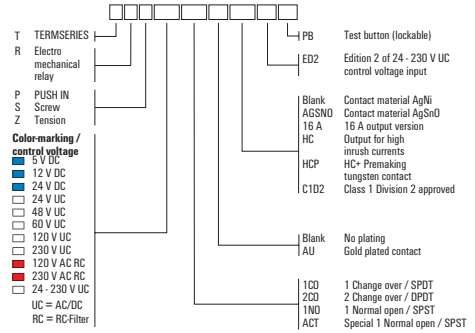 T TERMSERIES
R Electro
mechanical
relay
P PUSH IN
S Screw
Z Tension
Color-marking /
control voltage
5 V DC
12 V DC
24 V DC
24 V UC
48 V UC
60 V UC
120 V UC
230 V UC
120 V AC RC
230 V AC RC
24 - 230 V UC
UC = AC/DC
RC = RC-Filter
PB Test button (lockable)
ED2 Edition 2 of 24 - 230 V UC
control voltage input
Blank Contact material AgNi
AGSNO Contact material AgSnO
16 A 16 A output version
HC Output for high
inrush currents
HCP HC+ Premaking
tungsten contact
C1D2 Class 1 Division 2 approved
Blank No plating
AU Gold plated contact
1CO 1 Change over / SPDT
2CO 2 Change over / DPDT
1NO 1 Normal open / SPST
ACT Special 1 Normal open / SPST